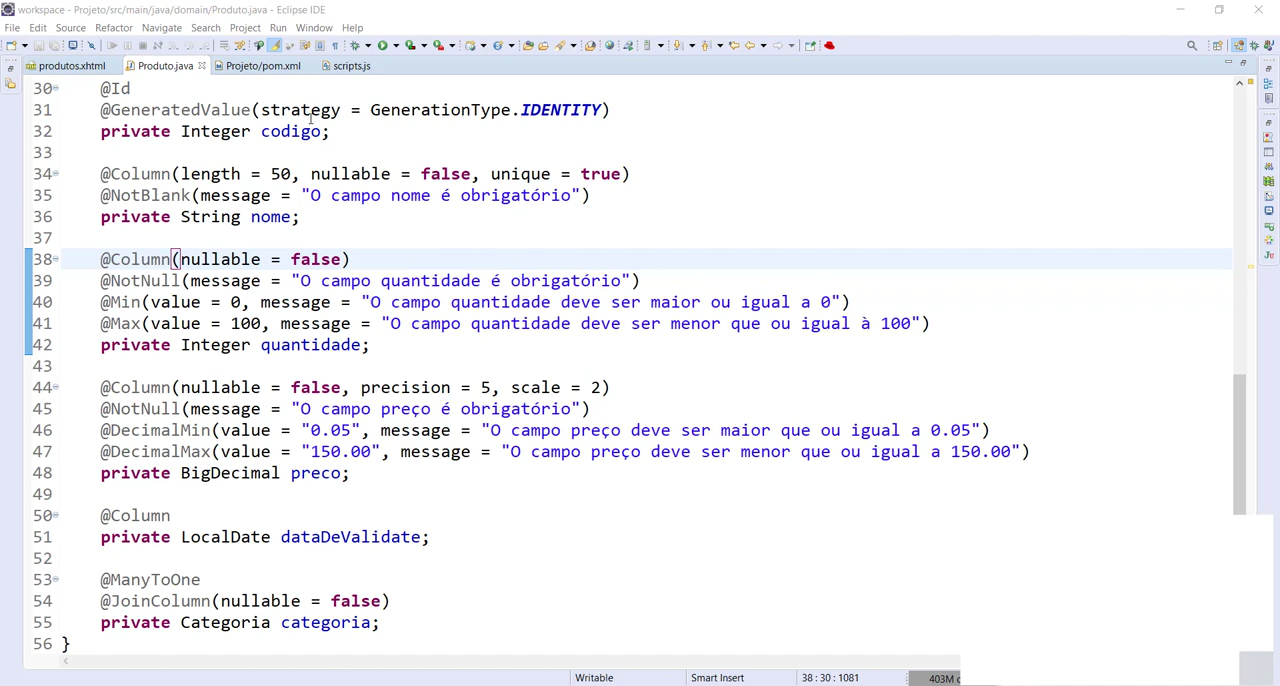 workspace - Projeto/src/main/java/domain/Produto.java - Eclipse IDE
File Edit Source Refactor Navigate Search Project Run Window Help
produtos.xhtml Produto.java Projeto/pom.xml scripts.js
30 @Id
31 @GeneratedValue(strategy = GenerationType.IDENTITY)
32 private Integer codigo;
33
34 @Column(length = 50, nullable = false, unique = true)
35 @NotBlank(message = "O campo nome é obrigatório")
36 private String nome;
37
38 @Column(nullable = false)
39 @NotNull(message = "O campo quantidade é obrigatório")
40 @Min(value = 0, message = "O campo quantidade deve ser maior ou igual a 0")
41 @Max(value = 100, message = "O campo quantidade deve ser menor que ou igual à 100")
42 private Integer quantidade;
43
44 @Column(nullable = false, precision = 5, scale = 2)
45 @NotNull(message = "O campo preço é obrigatório")
46 @DecimalMin(value = "0.05", message = "O campo preço deve ser maior que ou igual a 0.05")
47 @DecimalMax(value = "150.00", message = "O campo preço deve ser menor que ou igual a 150.00")
48 private BigDecimal preco;
49
50 @Column
51 private LocalDate dataDeValidate;
52
53 @ManyToOne
54 @JoinColumn(nullable = false)
55 private Categoria categoria;
56 }
Writable Smart Insert 38 : 30 : 1081 403M